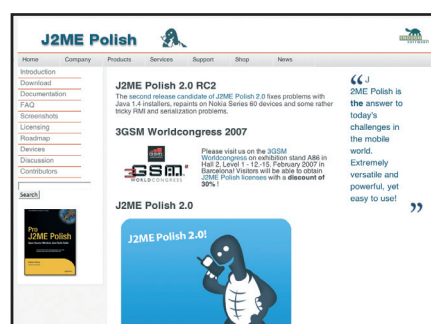 J2ME Polish
Home Company Products Services Support Shop News
Introduction
Download
Documentation
FAQ
Screenshots
Licensing
Roadmap
Devices
Discussion
Contributors
Search
Pro
J2ME Polish
J2ME Polish 2.0 RC2
The second release candidate of J2ME Polish 2.0 fixes problems with
Java 1.4 installers, repaints on Nokia Series 60 devices and some rather
tricky RMI and serialization problems.
3GSM Worldcongress 2007
3GSM
WORLD CONGRESS
Please visit us on the 3GSM
Worldcongress on exhibition stand A86 in
Hall 2, Level 1 - 12.-15. February 2007 in
Barcelona! Visitors will be able to obtain
J2ME Polish licenses with a discount of
30% !
J2ME Polish 2.0
J2ME Polish 2.0!
“ J
2ME Polish is
the answer to
today's
challenges in
the mobile
world.
Extremely
versatile and
powerful, yet
easy to use!
”